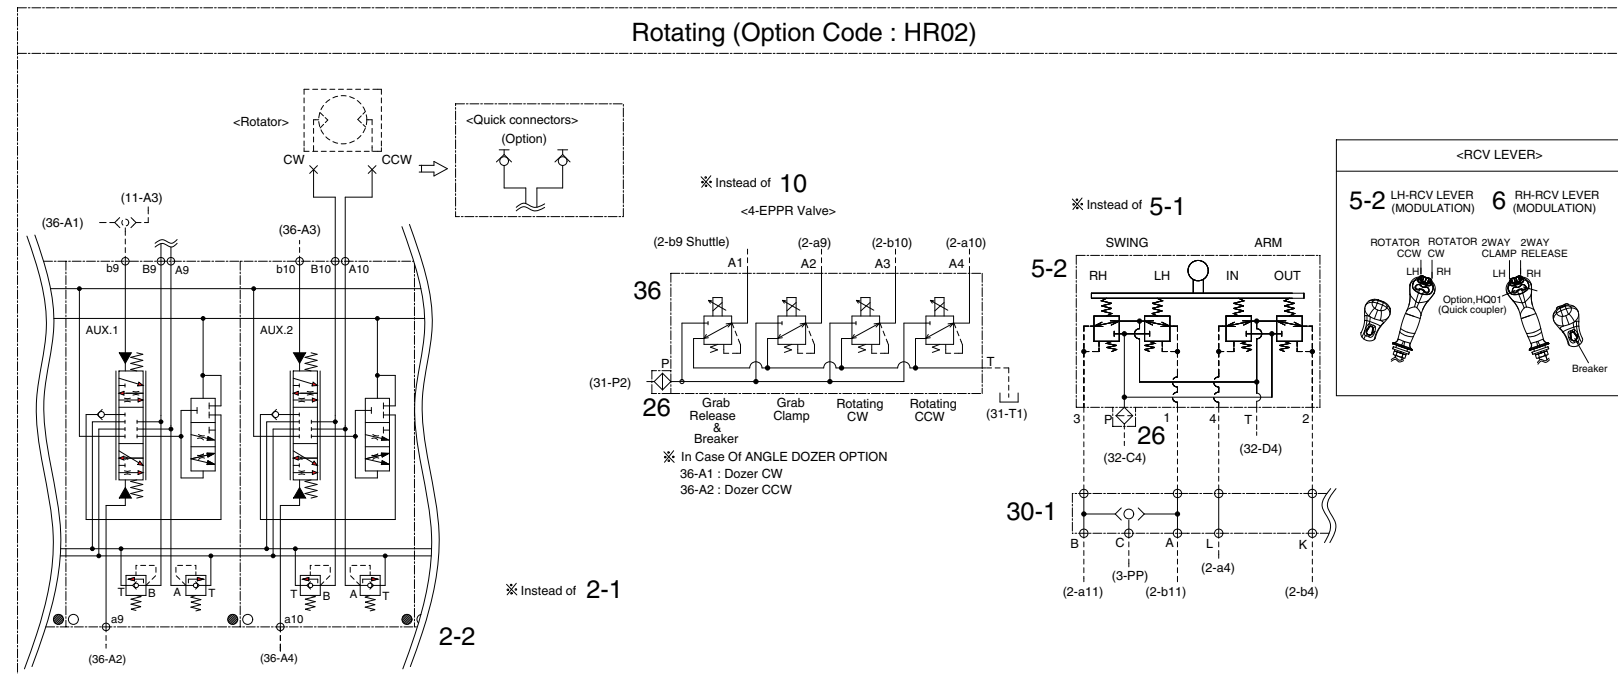 Rotating (Option Code : HR02)
<Rotator>
CW
CCW
<Quick connectors>
(Option)
(11-A3)
(36-A1)
(36-A3)
b9
B9
A9
b10
B10
A10
AUX.1
AUX.2
T
B
A
T
T
B
A
T
a9
a10
(36-A2)
(36-A4)
2-2
※ Instead of 2-1
※ Instead of 10
<4-EPPR Valve>
(2-b9 Shuttle)
(2-a9)
(2-b10)
(2-a10)
A1
A2
A3
A4
36
P
T
(31-P2)
26
(31-T1)
Grab
Release
&
Breaker
Grab
Clamp
Rotating
CW
Rotating
CCW
※ In Case Of ANGLE DOZER OPTION
36-A1 : Dozer CW
36-A2 : Dozer CCW
※ Instead of 5-1
SWING
ARM
5-2
RH
LH
IN
OUT
3
P
26
1
4
T
2
(32-C4)
(32-D4)
30-1
B
C
A
L
K
(2-a11)
(3-PP)
(2-b11)
(2-a4)
(2-b4)
<RCV LEVER>
5-2 LH-RCV LEVER
(MODULATION)
6 RH-RCV LEVER
(MODULATION)
ROTATOR ROTATOR
CCW CW
LH RH
2WAY 2WAY
CLAMP RELEASE
LH RH
Option,HQ01
(Quick coupler)
Breaker